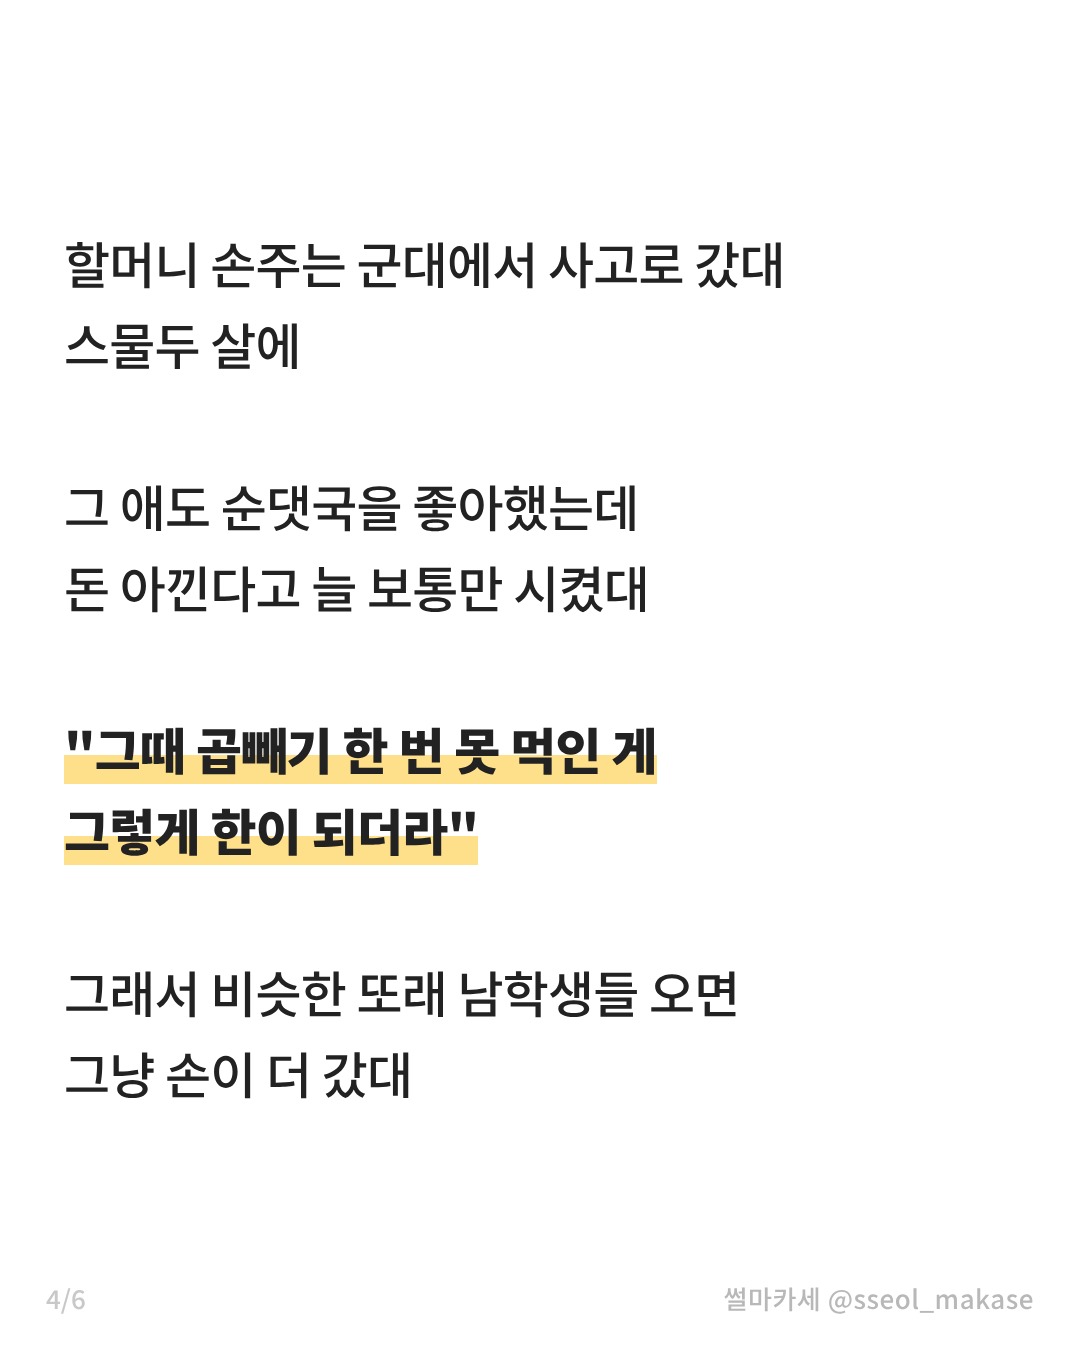 할머니 손주는 군대에서 사고로 갔대
스물두 살에
그 애도 순댓국을 좋아했는데
돈 아낀다고 늘 보통만 시켰대
"그때 곱빼기 한 번 못 먹인 게
그렇게 한이 되더라"
그래서 비슷한 또래 남학생들 오면
그냥 손이 더 갔대
4/6
썰마카세 @sseol_makase